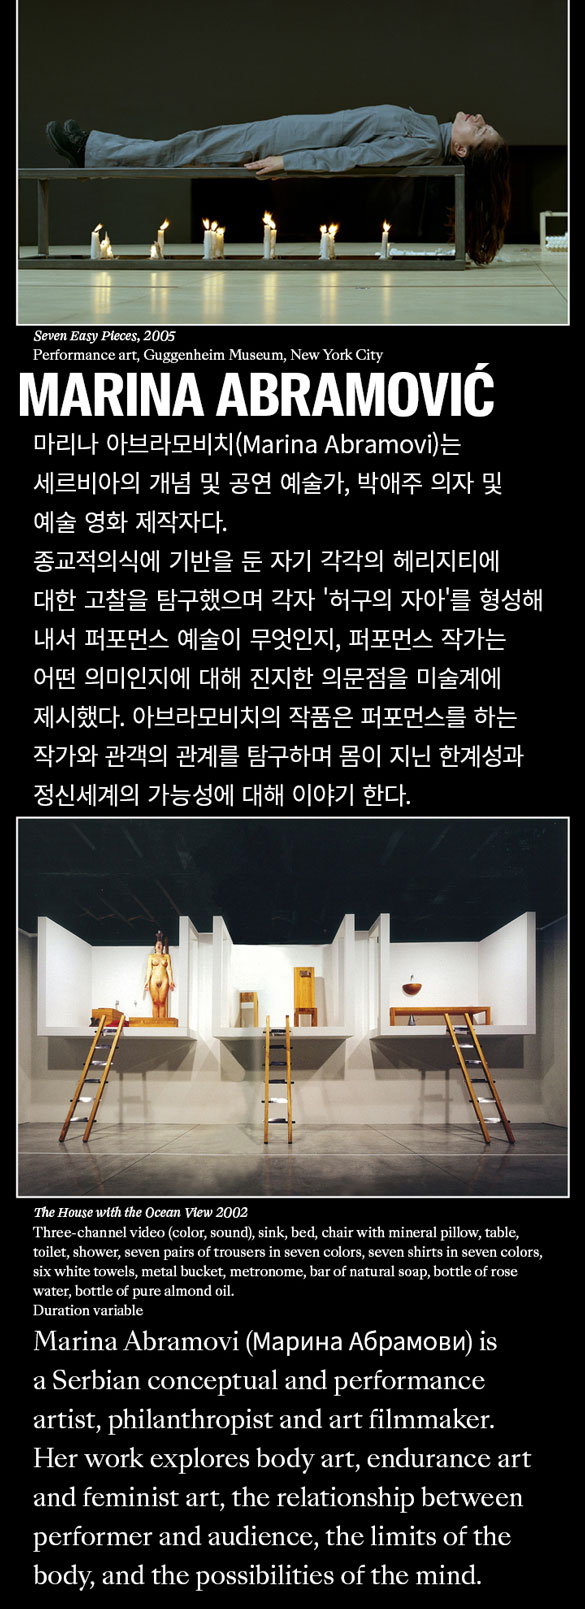 Seven Easy Pieces, 2005
Performance art, Guggenheim Museum, New York City
MARINA ABRAMOVIĆ
마리나 아브라모비치(Marina Abramovi)는
세르비아의 개념 및 공연 예술가, 박애주 의자 및
예술 영화 제작자다.
종교적의식에 기반을 둔 자기 각각의 헤리지티에
대한 고찰을 탐구했으며 각자 '허구의 자아'를 형성해
내서 퍼포먼스 예술이 무엇인지, 퍼포먼스 작가는
어떤 의미인지에 대해 진지한 의문점을 미술계에
제시했다. 아브라모비치의 작품은 퍼포먼스를 하는
작가와 관객의 관계를 탐구하며 몸이 지닌 한계성과
정신세계의 가능성에 대해 이야기 한다.
The House with the Ocean View 2002
Three-channel video (color, sound), sink, bed, chair with mineral pillow, table,
toilet, shower, seven pairs of trousers in seven colors, seven shirts in seven colors,
six white towels, metal bucket, metronome, bar of natural soap, bottle of rose
water, bottle of pure almond oil.
Duration variable
Marina Abramovi (Марина Абрамови) is
a Serbian conceptual and performance
artist, philanthropist and art filmmaker.
Her work explores body art, endurance art
and feminist art, the relationship between
performer and audience, the limits of the
body, and the possibilities of the mind.